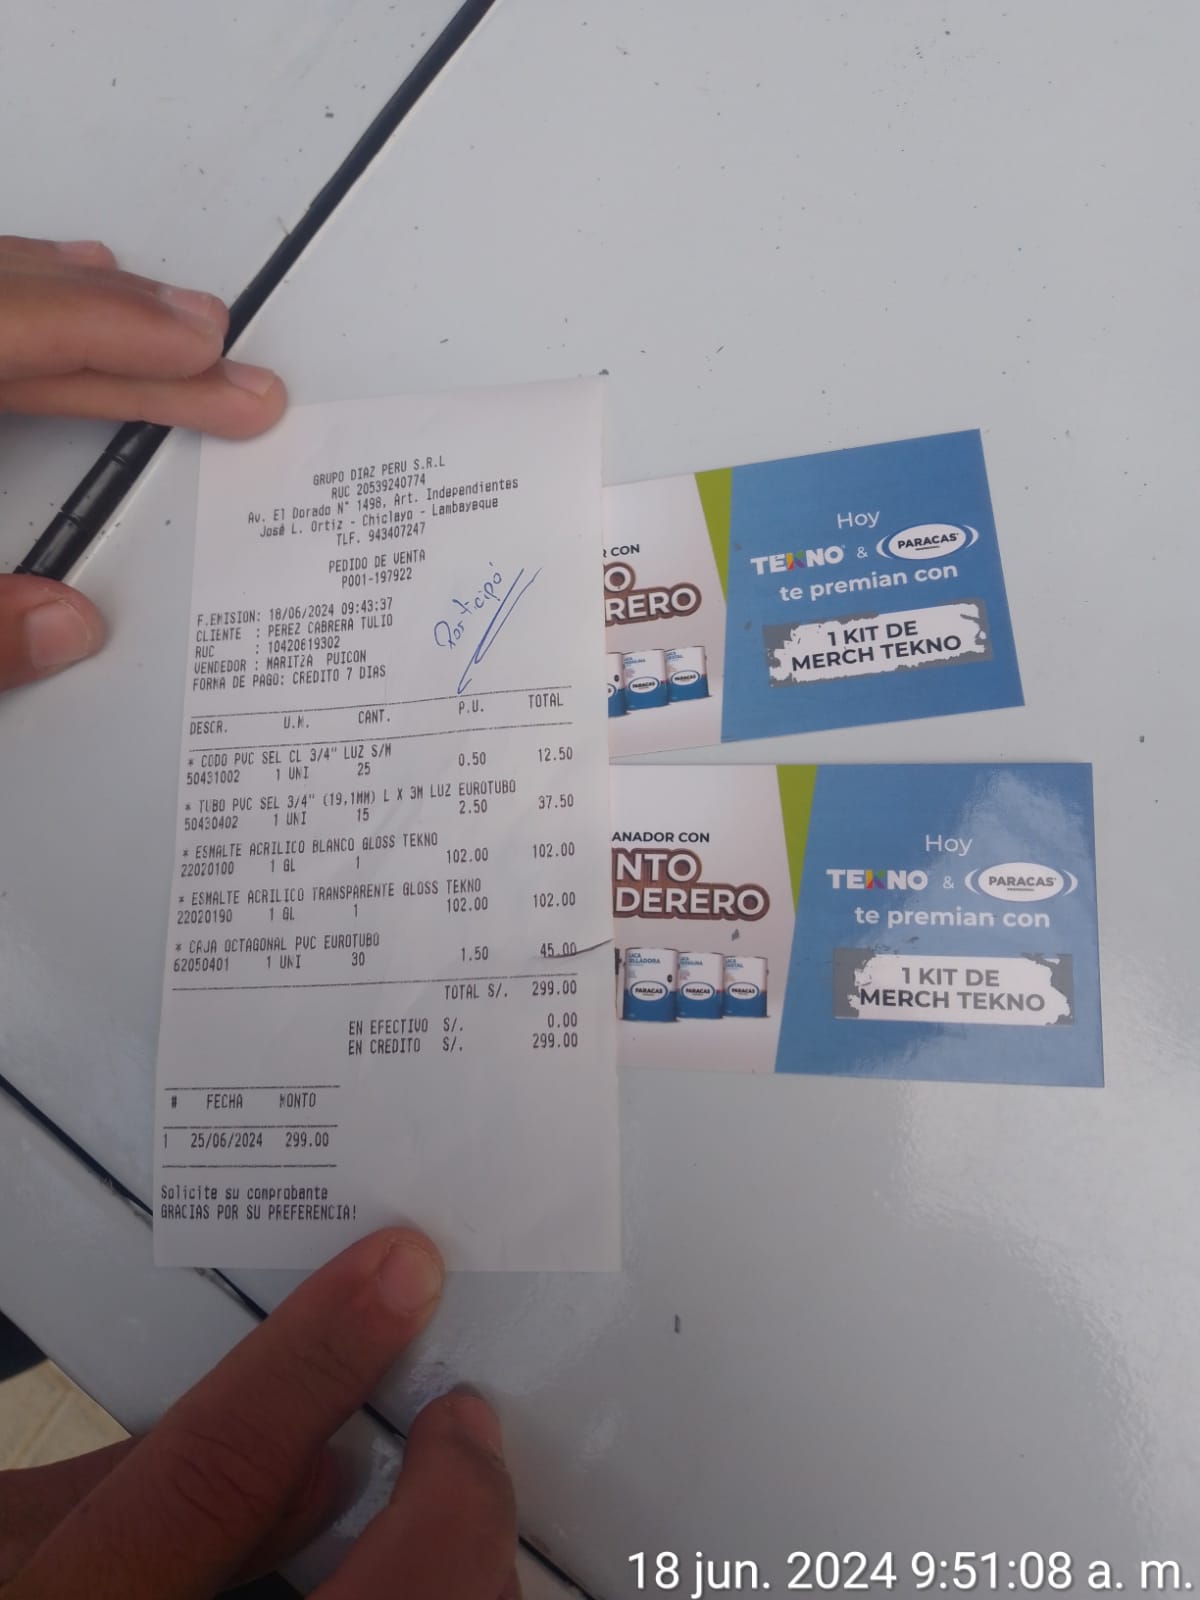 GRUPO DIAZ PERU S.R.L
RUC 20539240774
Av. El Dorado N° 1498, Art. Independientes
José L. Ortiz - Chiclayo - Lambayeque
TLF. 943407247
PEDIDO DE VENTA
P001-197922
Participó
F.EMISION: 18/06/2024 09:43:37
CLIENTE : PEREZ CABRERA TULIO
RUC : 10420619302
VENDEDOR : MARITZA PUICON
FORMA DE PAGO: CREDITO 7 DIAS
DESCR. U.M. CANT. P.U. TOTAL
* CODO PVC SEL CL 3/4" LUZ S/M
50431002 1 UNI 25 0.50 12.50
* TUBO PVC SEL 3/4" (19,1MM) L X 3M LUZ EUROTUBO
50430402 1 UNI 15 2.50 37.50
* ESMALTE ACRILICO BLANCO GLOSS TEKNO
22020100 1 GL 1 102.00 102.00
* ESMALTE ACRILICO TRANSPARENTE GLOSS TEKNO
22020190 1 GL 1 102.00 102.00
* CAJA OCTAGONAL PVC EUROTUBO
62050401 1 UNI 30 1.50 45.00
TOTAL S/. 299.00
EN EFECTIVO S/. 0.00
EN CREDITO S/. 299.00
# FECHA MONTO
1 25/06/2024 299.00
Solicite su comprobante
GRACIAS POR SU PREFERENCIA!
R CON
O
RERO
PARACAS
Hoy
TEKNO & PARACAS
te premian con
1 KIT DE
MERCH TEKNO
ANADOR CON
NTO
DERERO
PARACAS PARACAS PARACAS
Hoy
TEKNO & PARACAS
te premian con
1 KIT DE
MERCH TEKNO
18 jun. 2024 9:51:08 a. m.